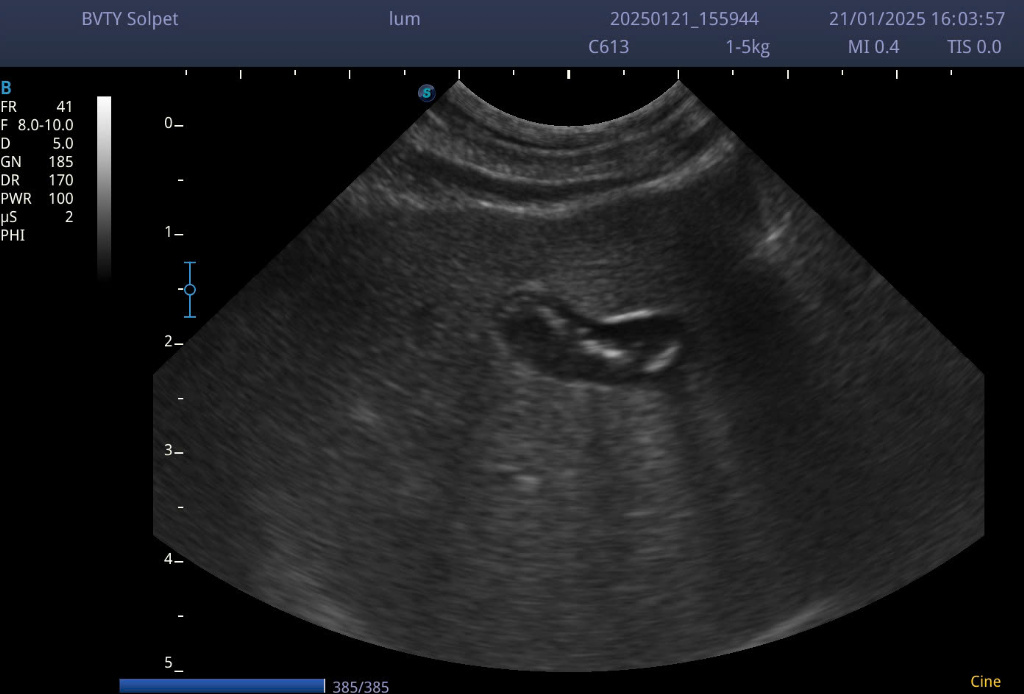 BVTY Solpet lum 20250121_155944 21/01/2025 16:03:57
C613 1-5kg MI 0.4 TIS 0.0
B
FR 41
F 8.0-10.0
D 5.0
GN 185
DR 170
PWR 100
µS 2
PHI
S
0
1
2
3
4
5
385/385
Cine